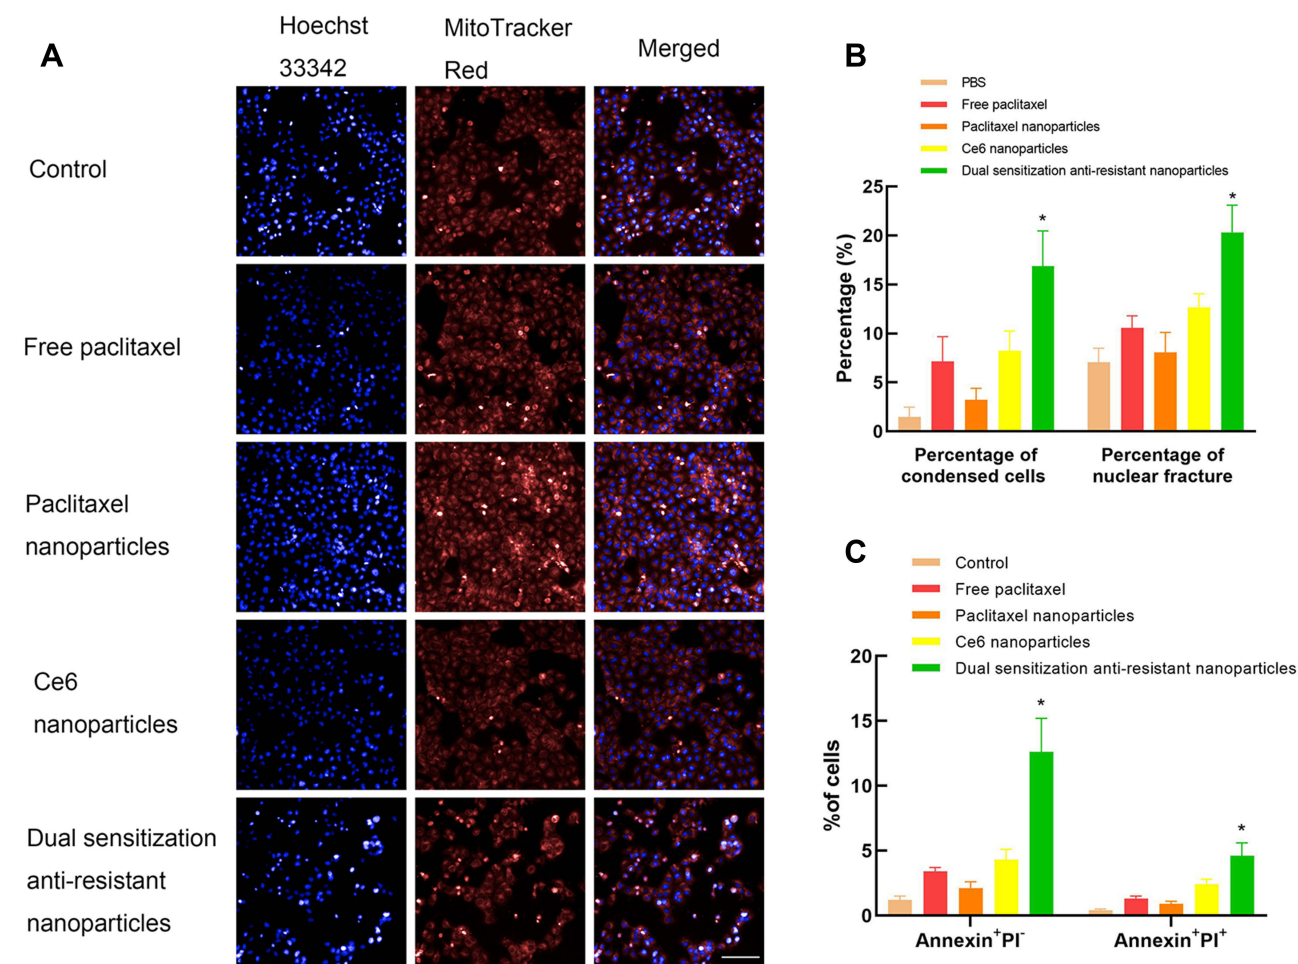 A
Hoechst
33342
MitoTracker
Red
Merged
Control
Free paclitaxel
Paclitaxel
nanoparticles
Ce6
nanoparticles
Dual sensitization
anti-resistant
nanoparticles
B
PBS
Free paclitaxel
Paclitaxel nanoparticles
Ce6 nanoparticles
Dual sensitization anti-resistant nanoparticles
Percentage (%)
25
20
15
10
5
0
*
*
Percentage of
condensed cells
Percentage of
nuclear fracture
C
Control
Free paclitaxel
Paclitaxel nanoparticles
Ce6 nanoparticles
Dual sensitization anti-resistant nanoparticles
%of cells
20
15
10
5
0
*
*
Annexin⁺PI⁻
Annexin⁺PI⁺